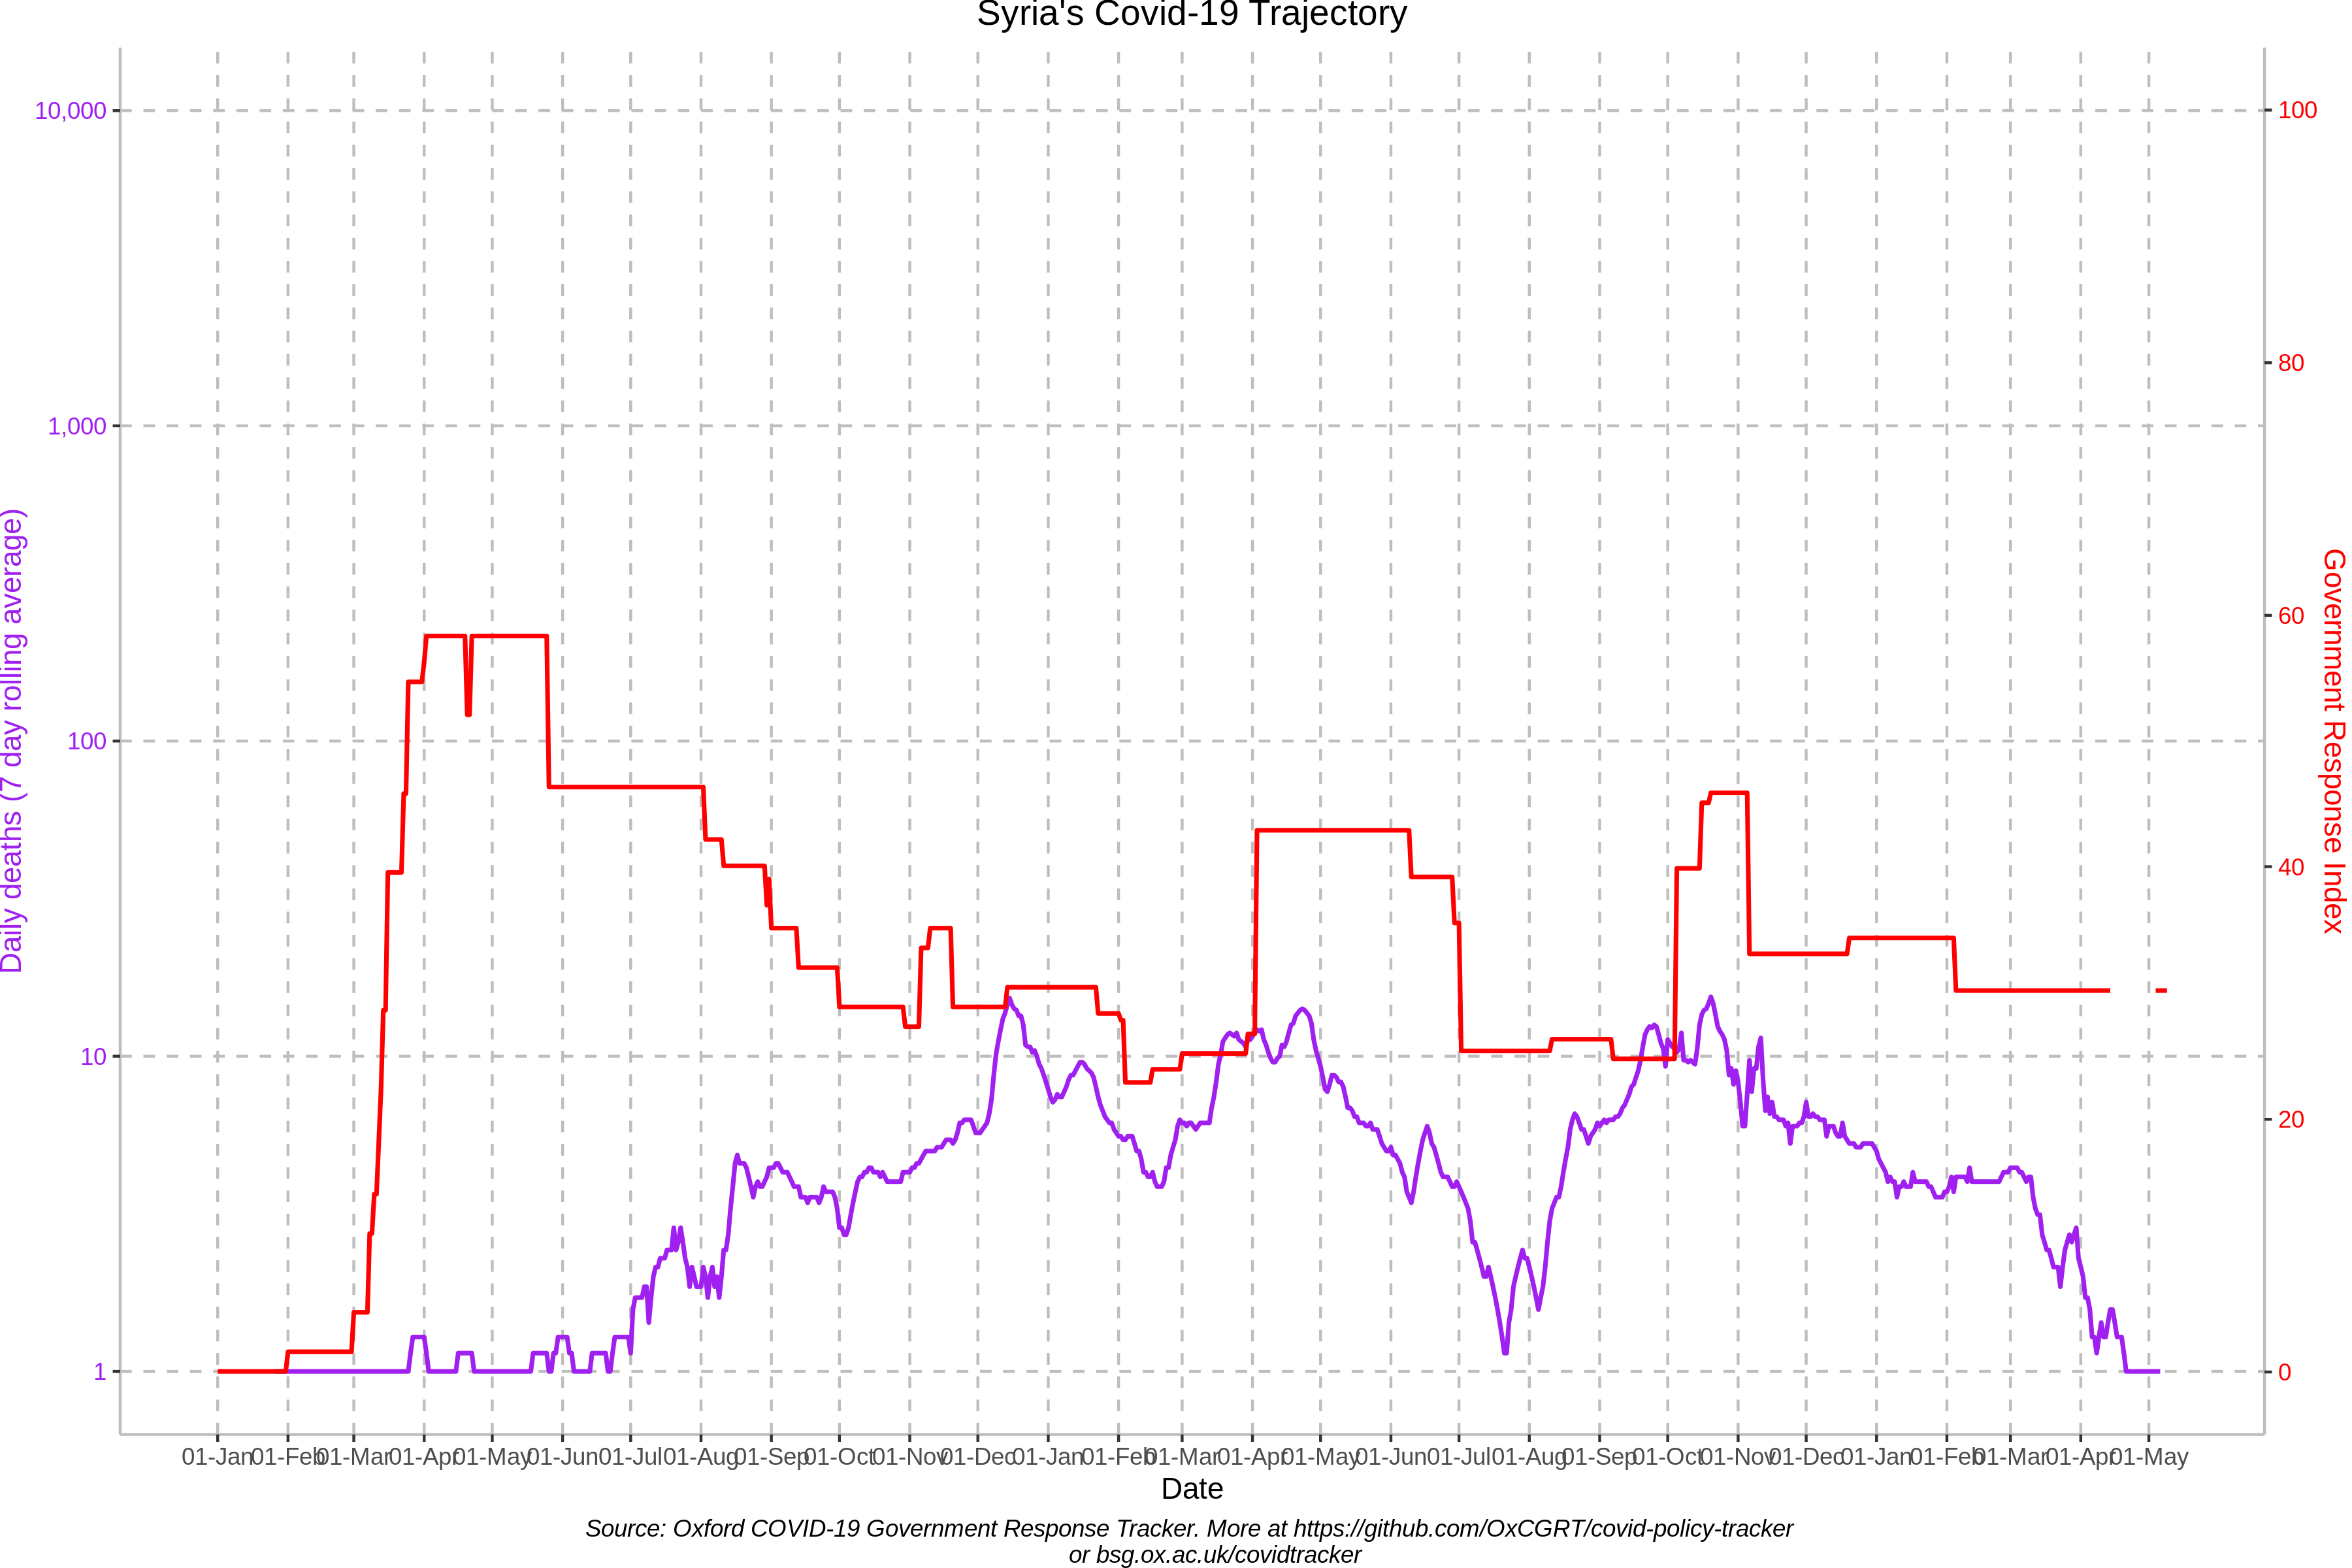 Syria's Covid-19 Trajectory
10,000
1,000
100
10
1
Daily deaths (7 day rolling average)
100
80
60
40
20
0
Government Response Index
01-Jan 01-Feb 01-Mar 01-Apr 01-May 01-Jun 01-Jul 01-Aug 01-Sep 01-Oct 01-Nov 01-Dec 01-Jan 01-Feb 01-Mar 01-Apr 01-May 01-Jun 01-Jul 01-Aug 01-Sep 01-Oct 01-Nov 01-Dec 01-Jan 01-Feb 01-Mar 01-Apr 01-May
Date
Source: Oxford COVID-19 Government Response Tracker. More at https://github.com/OxCGRT/covid-policy-tracker
or bsg.ox.ac.uk/covidtracker